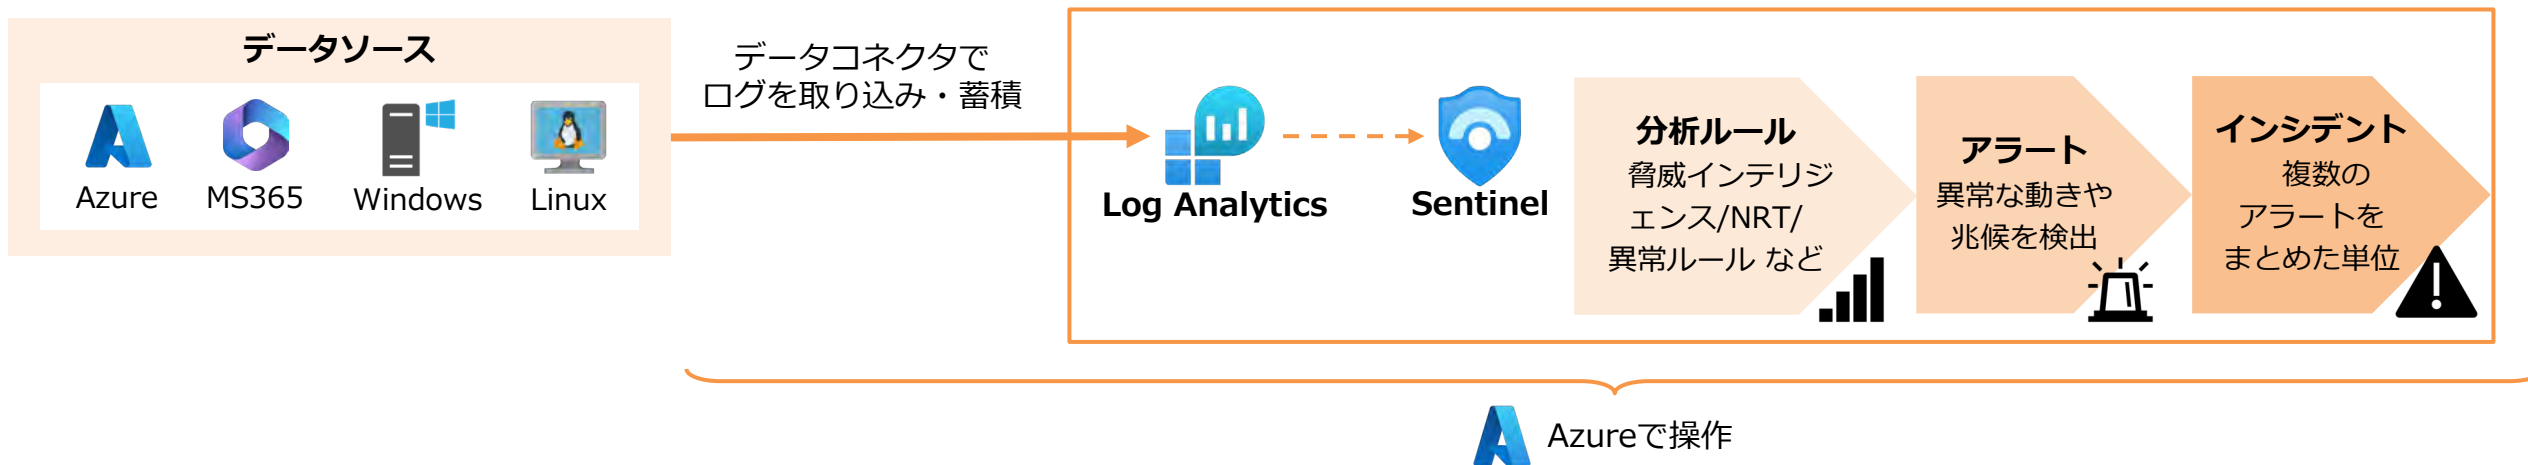 データソース
Azure
MS365
Windows
Linux
データコネクタで
ログを取り込み・蓄積
Log Analytics
Sentinel
分析ルール
脅威インテリジ
ェンス/NRT/
異常ルール など
アラート
異常な動きや
兆候を検出
インシデント
複数の
アラートを
まとめた単位
Azureで操作